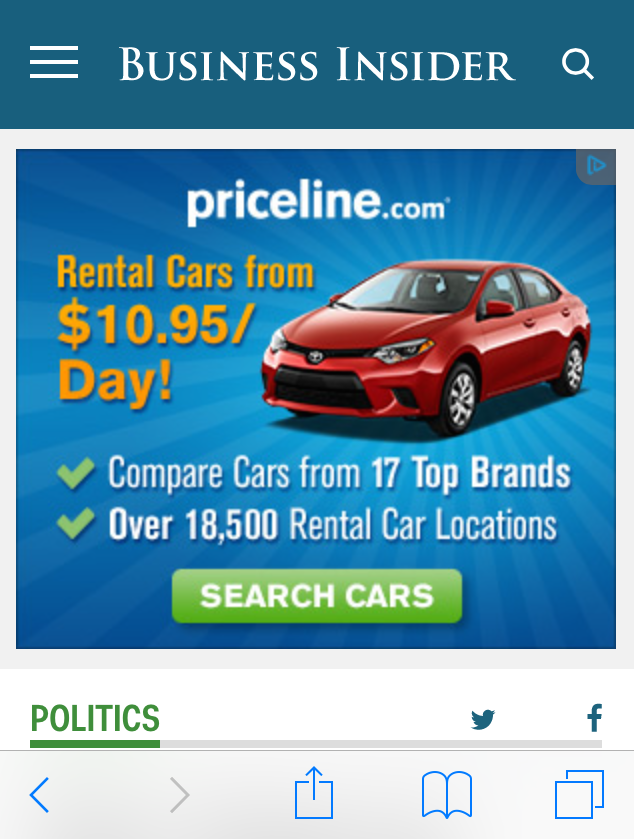 BUSINESS INSIDER
priceline.com
Rental Cars from
$10.95/
Day!
Compare Cars from 17 Top Brands
Over 18,500 Rental Car Locations
SEARCH CARS
POLITICS